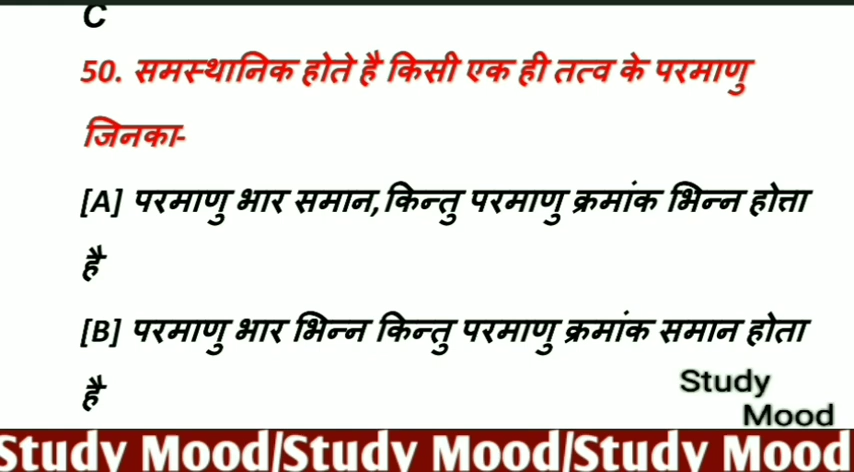 C
50. समस्थानिक होते है किसी एक ही तत्व के परमाणु
जिनका-
[A] परमाणु भार समान, किन्तु परमाणु क्रमांक भिन्न होत्ता
है
[B] परमाणु भार भिन्न किन्तु परमाणु क्रमांक समान होता
है
Study
Mood
Study Mood/Study Mood/Study Mood